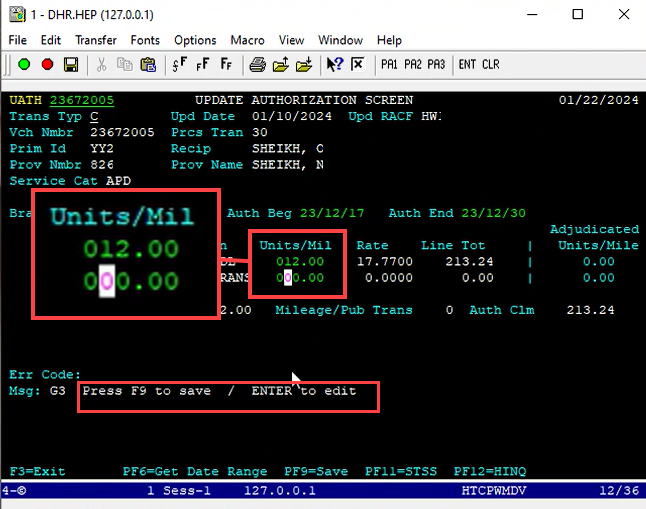 1 - DHR.HEP (127.0.0.1)
File Edit Transfer Fonts Options Macro View Window Help
PA1 PA2 PA3 ENT CLR
UATH 23672005 UPDATE AUTHORIZATION SCREEN 01/22/2024
Trans Typ C Upd Date 01/10/2024 Upd RACF HWI
Vch Nmbr 23672005 Prcs Tran 30
Prim Id YY2 Recip SHEIKH,
Prov Nmbr 826 Prov Name SHEIKH, N
Service Cat APD
Auth Beg 23/12/17 Auth End 23/12/30
Units/Mil
012.00
000.00
Adjudicated
Units/Mil Rate Line Tot | Units/Mile
012.00 17.7700 213.24 | 0.00
TRANS 000.00 0.0000 0.00 | 0.00
2.00 Mileage/Pub Trans 0 Auth Clm 213.24
Err Code:
Msg: G3 Press F9 to save / ENTER to edit
F3=Exit PF6=Get Date Range PF9=Save PF11=STSS PF12=HINQ
4-© 1 Sess-1 127.0.0.1 HTCPWMDV 12/36